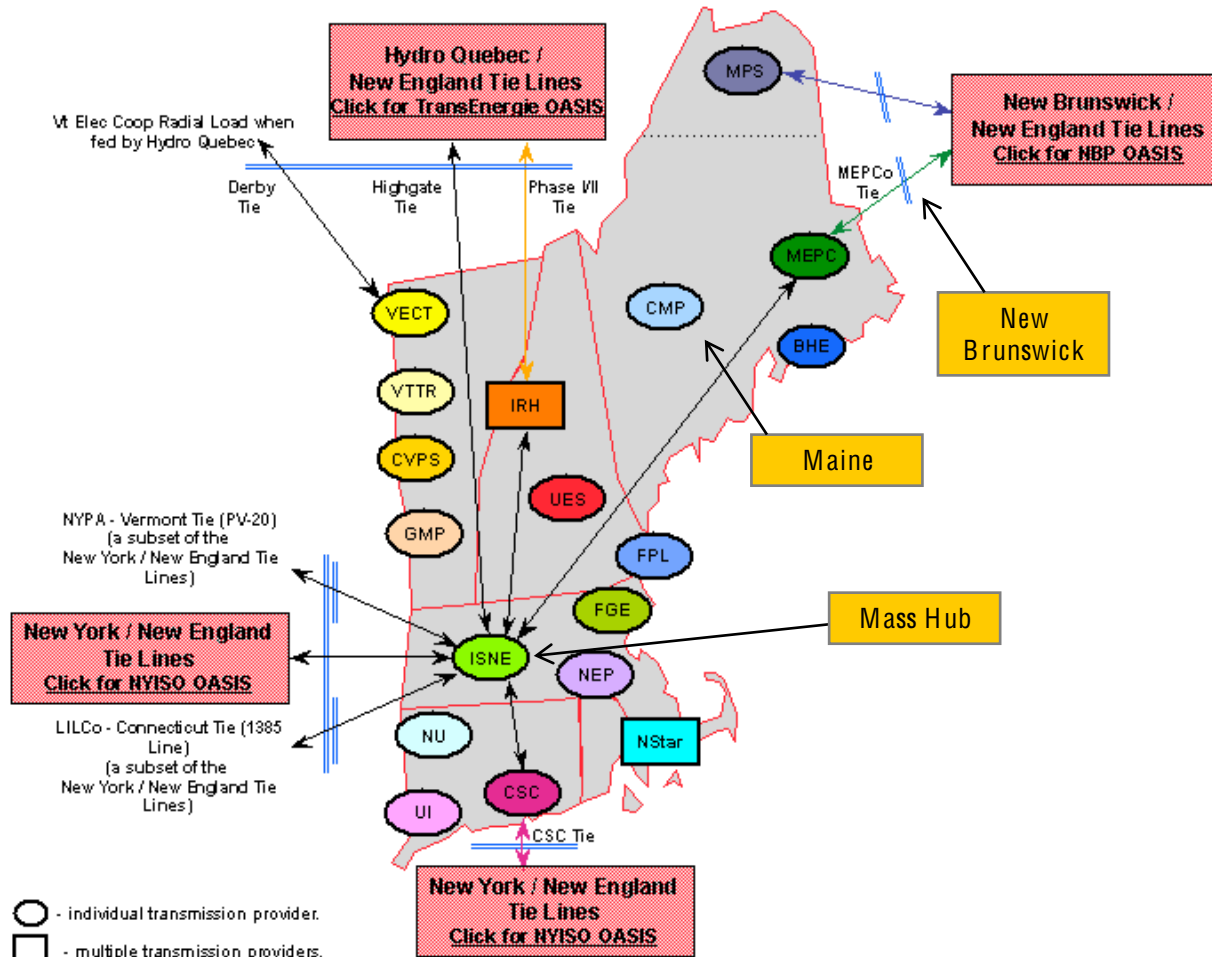 Hydro Quebec /
New England Tie Lines
Click for TransEnergie OASIS
MPS
New Brunswick /
New England Tie Lines
Click for NBP OASIS
Vt Elec Coop Radial Load when
fed by Hydro Quebec
Derby
Tie
Highgate
Tie
Phase I/II
Tie
MEPCo
Tie
MEPC
VECT
CMP
New
Brunswick
BHE
VTTR
IRH
CVPS
Maine
UES
NYPA - Vermont Tie (PV-20)
(a subset of the
New York / New England Tie
Lines)
GMP
FPL
FGE
Mass Hub
New York / New England
Tie Lines
Click for NYISO OASIS
ISNE
NEP
LILCo - Connecticut Tie (1385
Line)
(a subset of the
New York / New England Tie
Lines)
NU
NStar
CSC
UI
CSC Tie
New York / New England
Tie Lines
Click for NYISO OASIS
- individual transmission provider.
- multiple transmission providers.